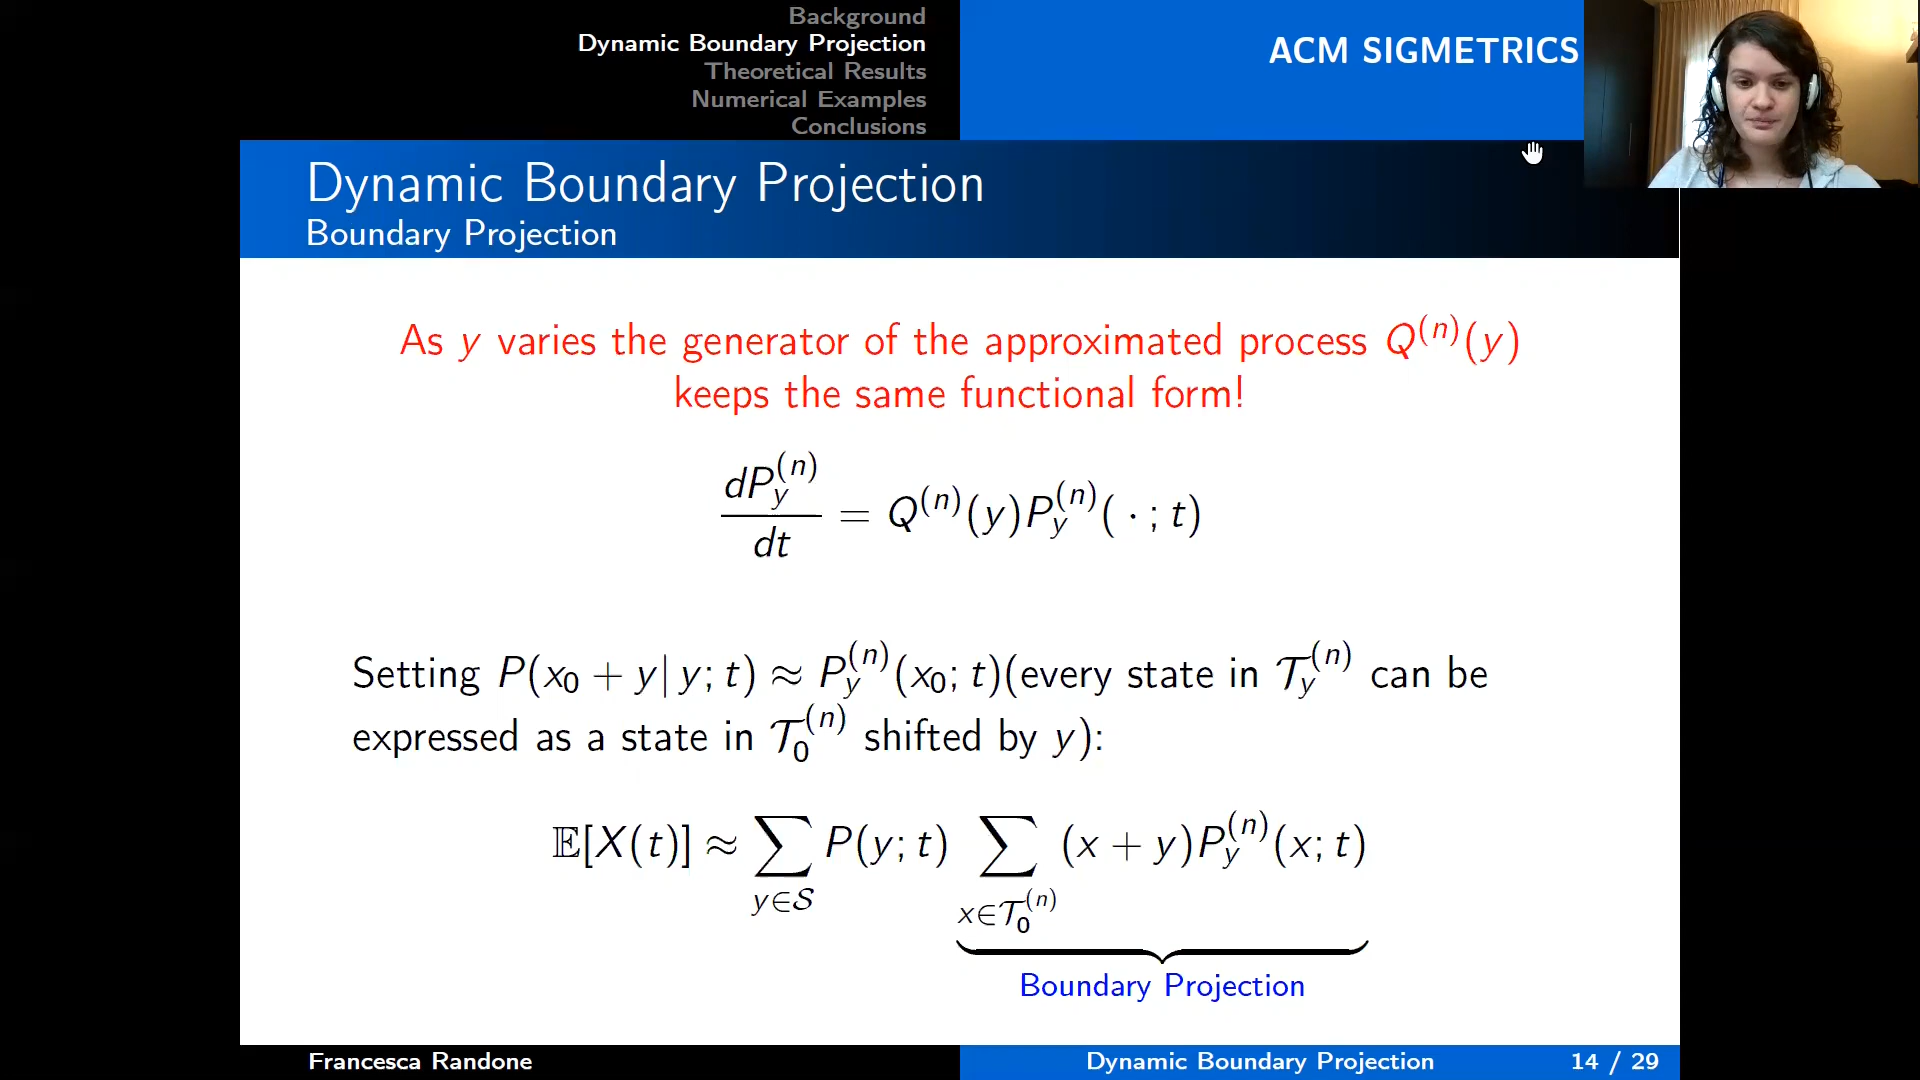 Background
Dynamic Boundary Projection
Theoretical Results
Numerical Examples
Conclusions
ACM SIGMETRICS
Dynamic Boundary Projection
Boundary Projection
As y varies the generator of the approximated process Q^{(n)}(y)
keeps the same functional form!
\frac{dP_y^{(n)}}{dt} = Q^{(n)}(y)P_y^{(n)}( · ; t)
Setting P(x_0 + y| y; t) ≈ P_y^{(n)}(x_0; t)(every state in 𝒯_y^{(n)} can be
expressed as a state in 𝒯_0^{(n)} shifted by y):
𝔼[X(t)] ≈ \sum_{y∈𝒮} P(y; t) \sum_{x∈𝒯_0^{(n)}} (x + y)P_y^{(n)}(x; t)
Boundary Projection
Francesca Randone
Dynamic Boundary Projection
14 / 29